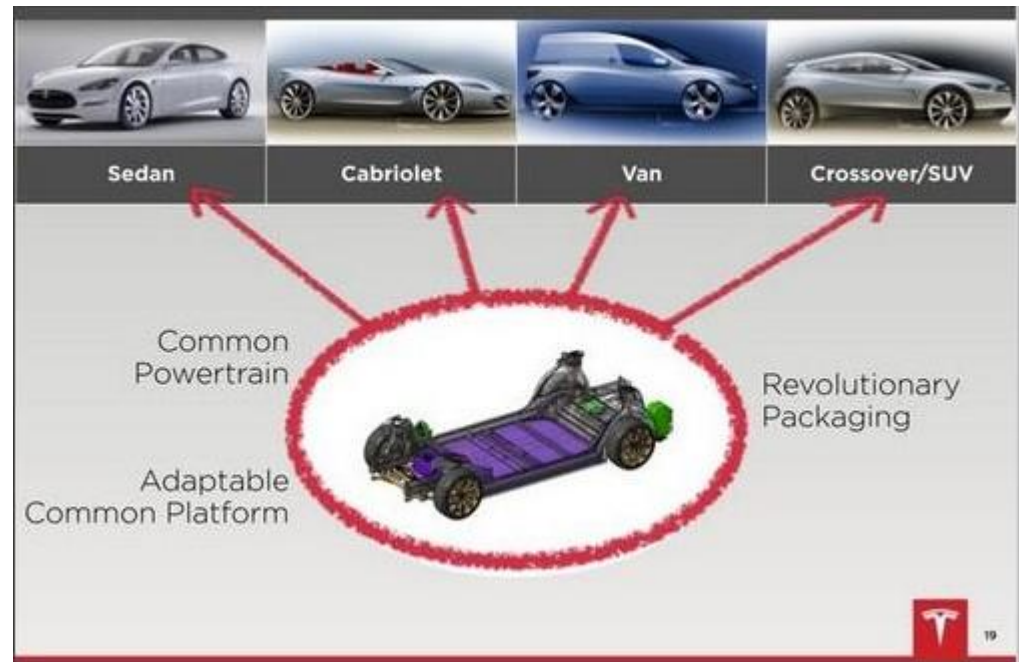 Sedan
Cabriolet
Van
Crossover/SUV
Common
Powertrain
Adaptable
Common Platform
Revolutionary
Packaging
19